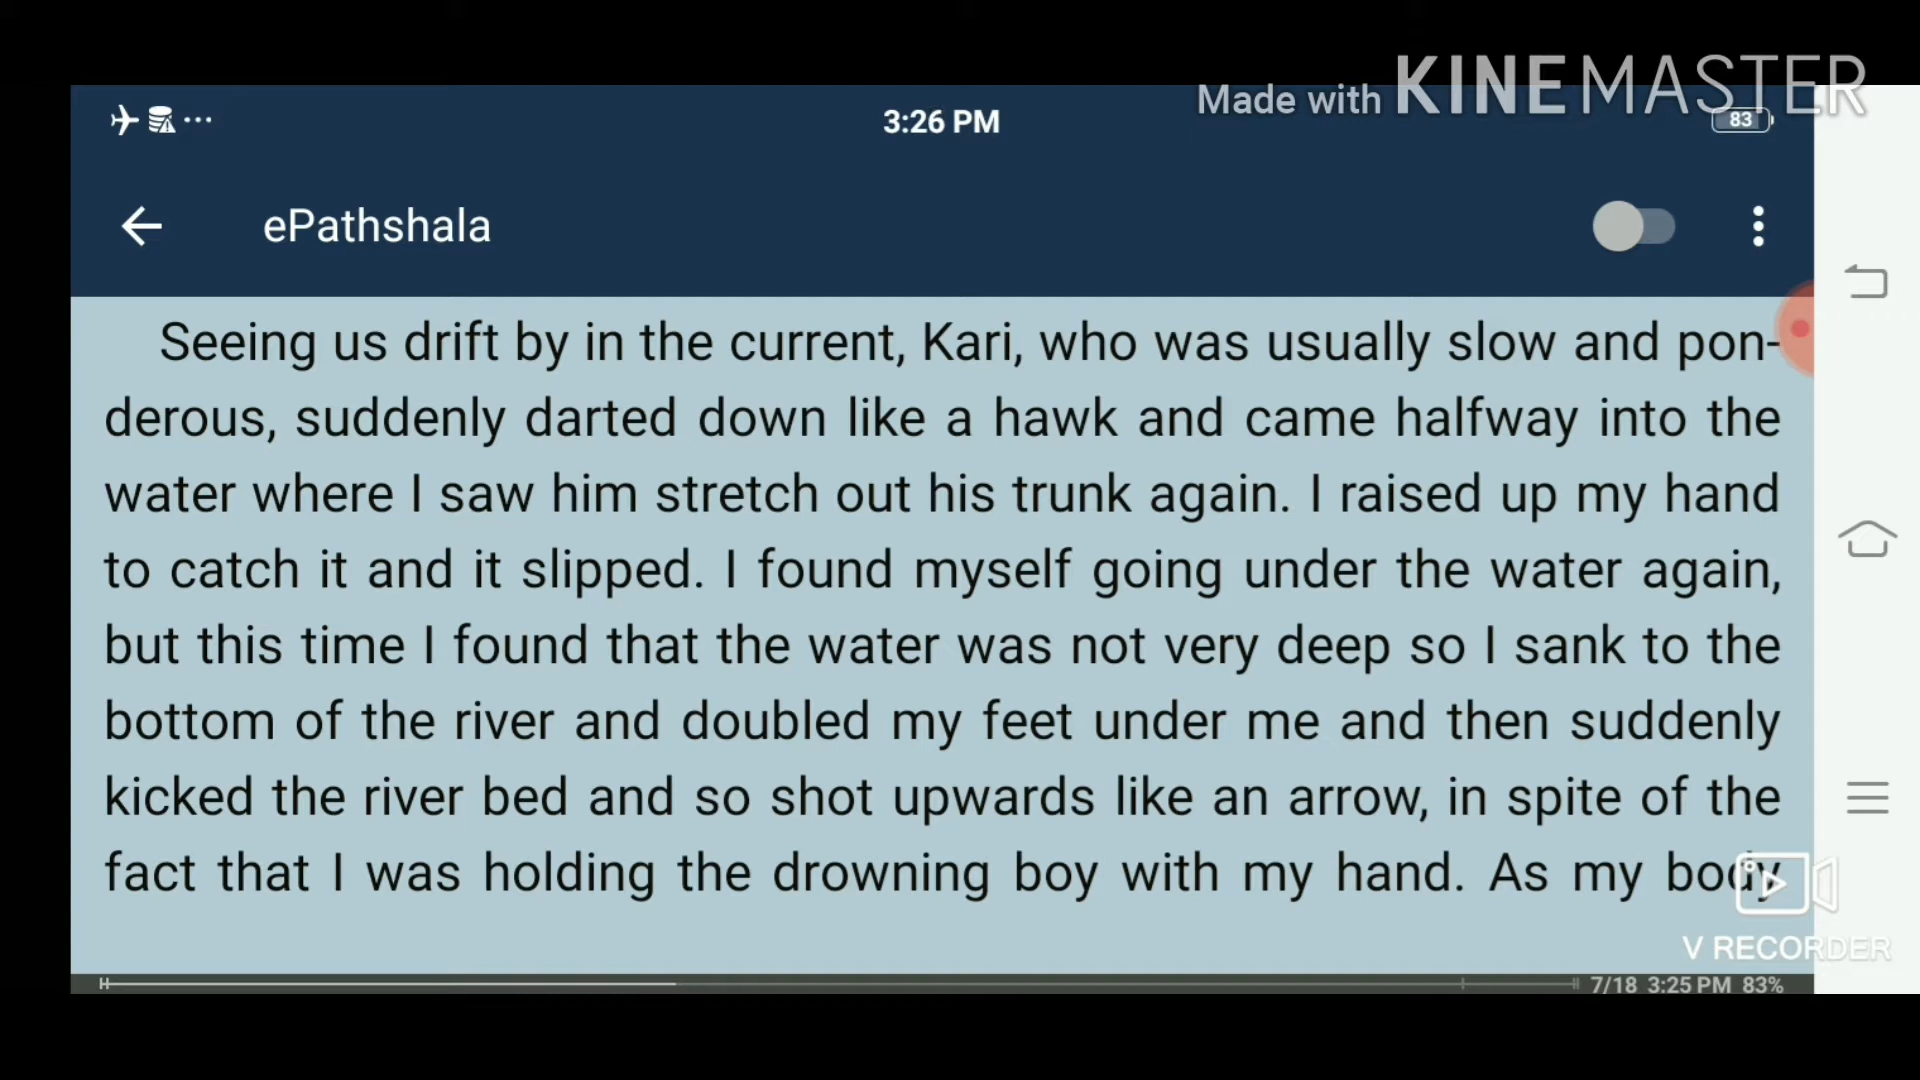 Made with KINEMASTER
3:26 PM
83
ePathshala
Seeing us drift by in the current, Kari, who was usually slow and pon-
derous, suddenly darted down like a hawk and came halfway into the
water where I saw him stretch out his trunk again. I raised up my hand
to catch it and it slipped. I found myself going under the water again,
but this time I found that the water was not very deep so I sank to the
bottom of the river and doubled my feet under me and then suddenly
kicked the river bed and so shot upwards like an arrow, in spite of the
fact that I was holding the drowning boy with my hand. As my body
V RECORDER
7/18 3:25 PM 83%